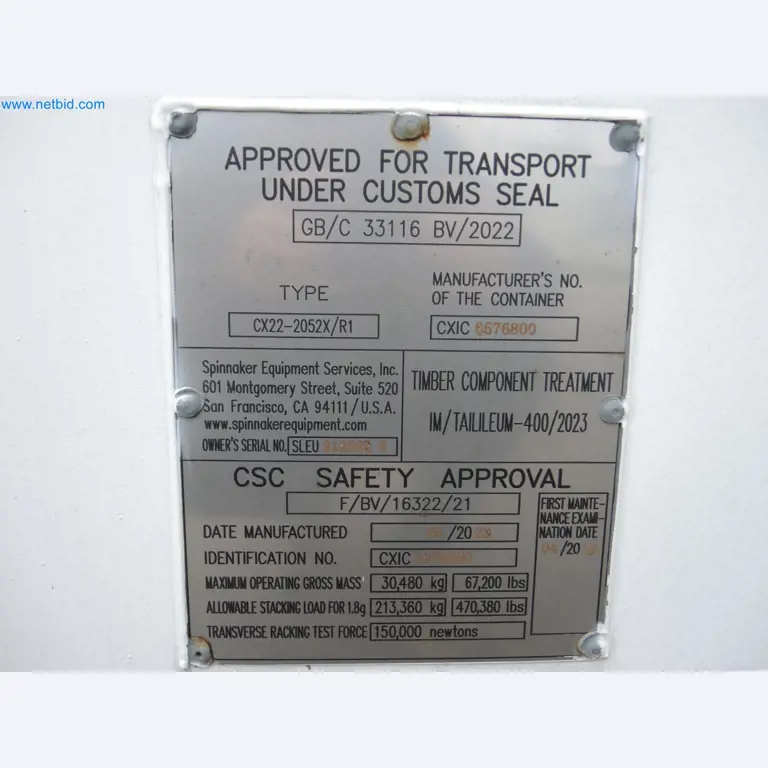 www.netbid.com
APPROVED FOR TRANSPORT
UNDER CUSTOMS SEAL
GB/C 33116 BV/2022
TYPE
CX22-2052X/R1
MANUFACTURER'S NO.
OF THE CONTAINER
CXIC
Spinnaker Equipment Services, Inc.
601 Montgomery Street, Suite 520
San Francisco, CA 94111/U.S.A.
www.spinnakerequipment.com
OWNER'S SERIAL NO. SLEU
TIMBER COMPONENT TREATMENT
IM/TAILILEUM-400/2023
CSC SAFETY APPROVAL
F/BV/16322/21
DATE MANUFACTURED
IDENTIFICATION NO. CXIC
MAXIMUM OPERATING GROSS MASS 30,480 kg 67,200 lbs
ALLOWABLE STACKING LOAD FOR 1.8g 213,360 kg 470,380 lbs
TRANSVERSE RACKING TEST FORCE 150,000 newtons
FIRST MAINTE-
NANCE EXAMI-
NATION DATE